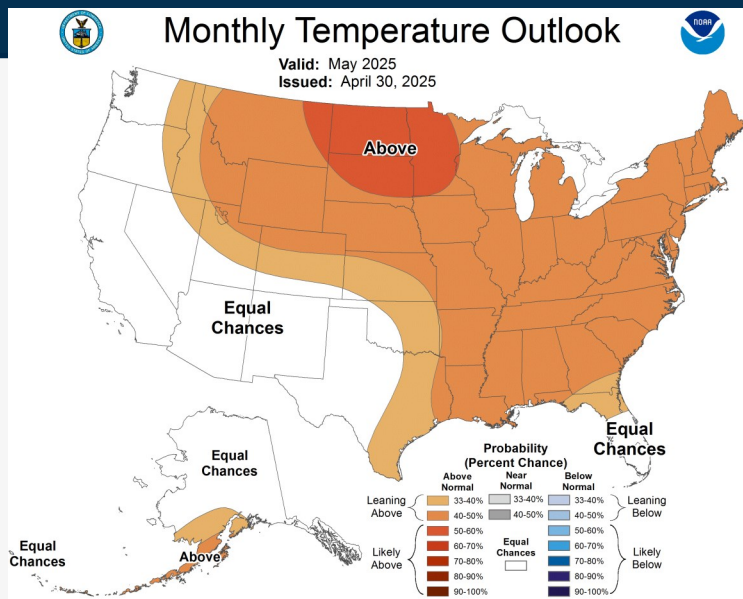 Monthly Temperature Outlook
NOAA
Valid: May 2025
Issued: April 30, 2025
Above
Equal
Chances
Equal
Chances
Equal
Chances
Above
Equal
Chances
Probability
(Percent Chance)
Above
Normal
Near
Normal
Below
Normal
Leaning
Above
33-40%
33-40%
33-40%
Leaning
Below
40-50%
40-50%
40-50%
Likely
Above
50-60%
50-60%
Likely
Below
60-70%
60-70%
Equal
Chances
70-80%
70-80%
80-90%
80-90%
90-100%
90-100%